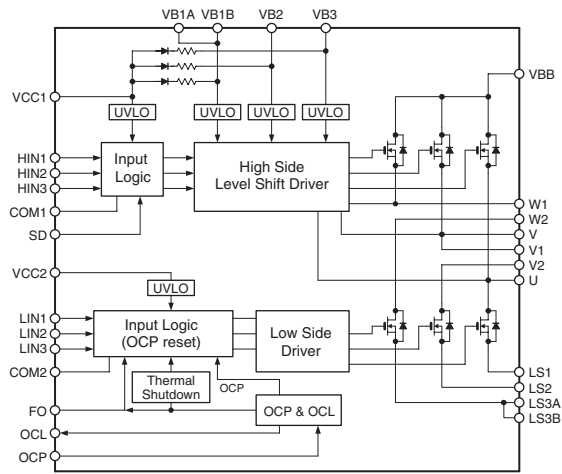 VB1A VB1B VB2 VB3
VBB
VCC1
UVLO UVLO UVLO UVLO
HIN1
HIN2
HIN3
Input
Logic
High Side
Level Shift Driver
COM1
SD
W1
W2
V
V1
V2
U
VCC2
UVLO
LIN1
LIN2
LIN3
Input Logic
(OCP reset)
Low Side
Driver
COM2
Thermal
Shutdown
OCP
OCP & OCL
FO
OCL
OCP
LS1
LS2
LS3A
LS3B